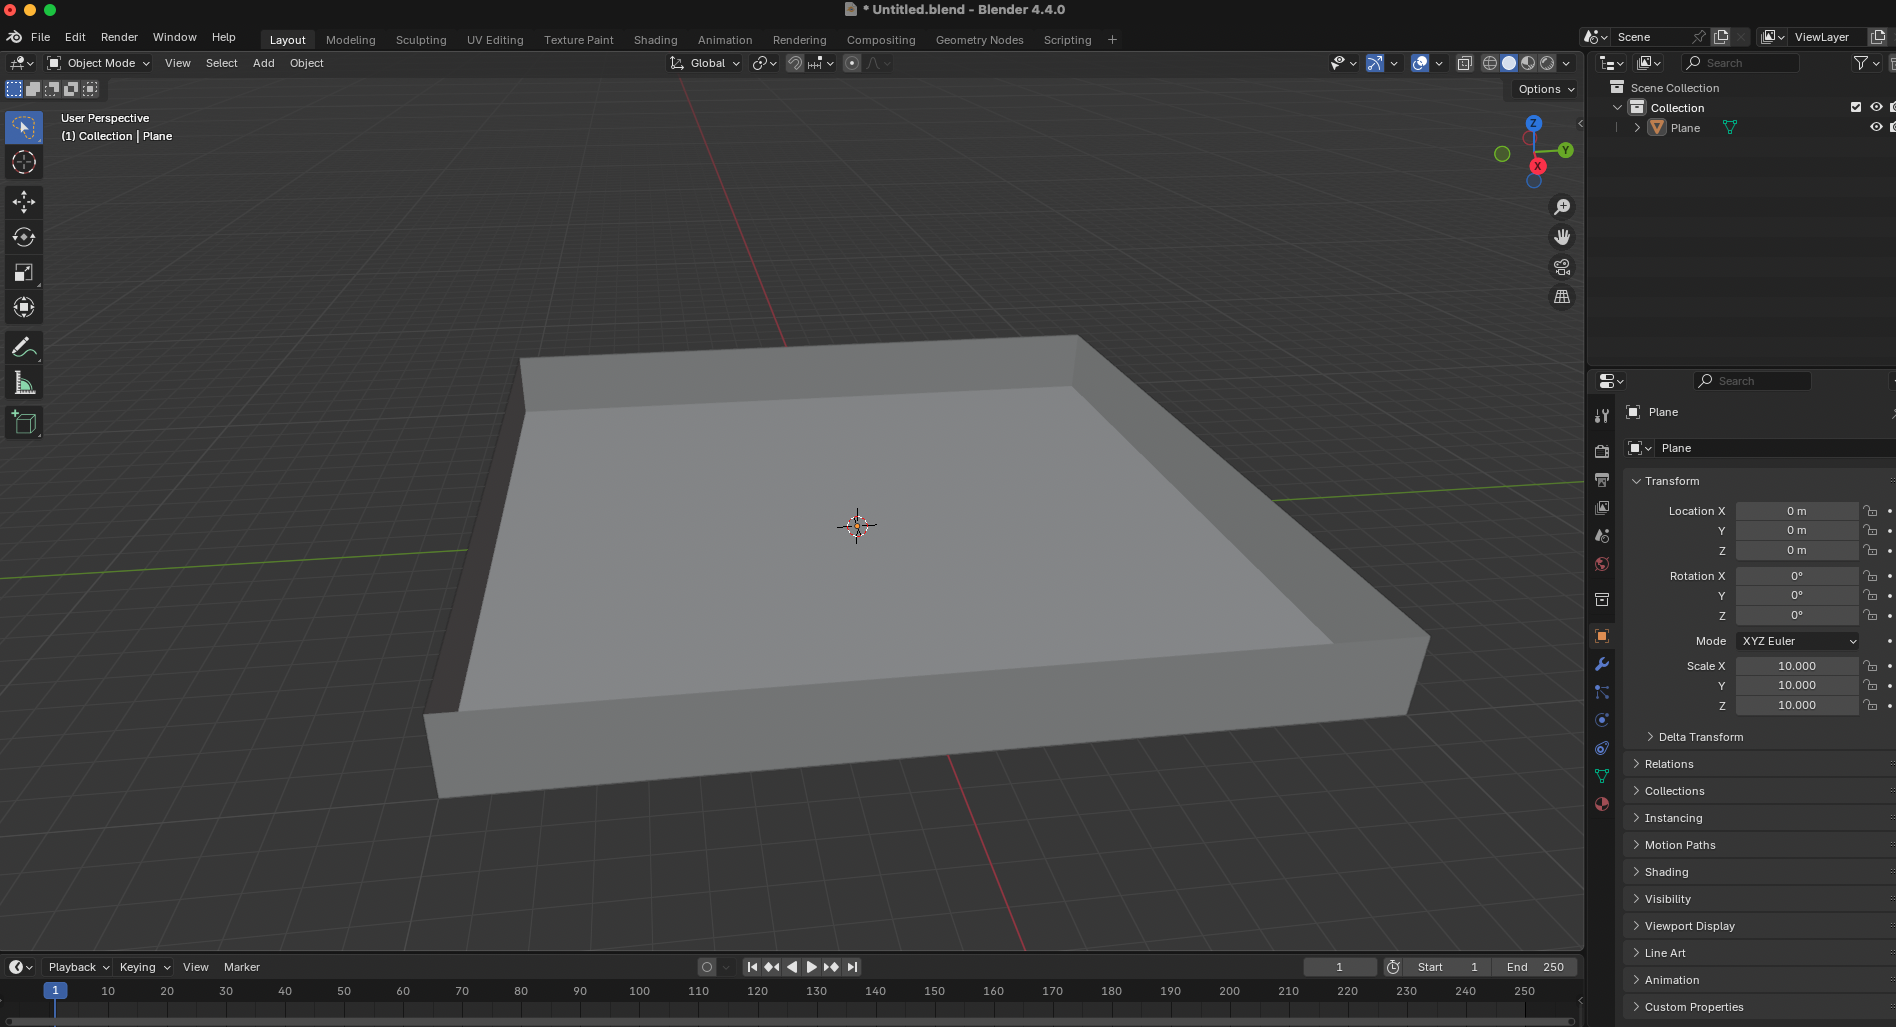 * Untitled.blend - Blender 4.4.0
File Edit Render Window Help Layout Modeling Sculpting UV Editing Texture Paint Shading Animation Rendering Compositing Geometry Nodes Scripting + Scene ViewLayer
Object Mode View Select Add Object Global Search
Options
User Perspective
(1) Collection | Plane
Z
Y
X
Scene Collection
Collection
Plane
Search
Plane
Plane
Transform
Location X 0 m
Y 0 m
Z 0 m
Rotation X 0°
Y 0°
Z 0°
Mode XYZ Euler
Scale X 10.000
Y 10.000
Z 10.000
Delta Transform
Relations
Collections
Instancing
Motion Paths
Shading
Visibility
Viewport Display
Line Art
Animation
Custom Properties
Playback Keying View Marker 1 Start 1 End 250
1 10 20 30 40 50 60 70 80 90 100 110 120 130 140 150 160 170 180 190 200 210 220 230 240 250